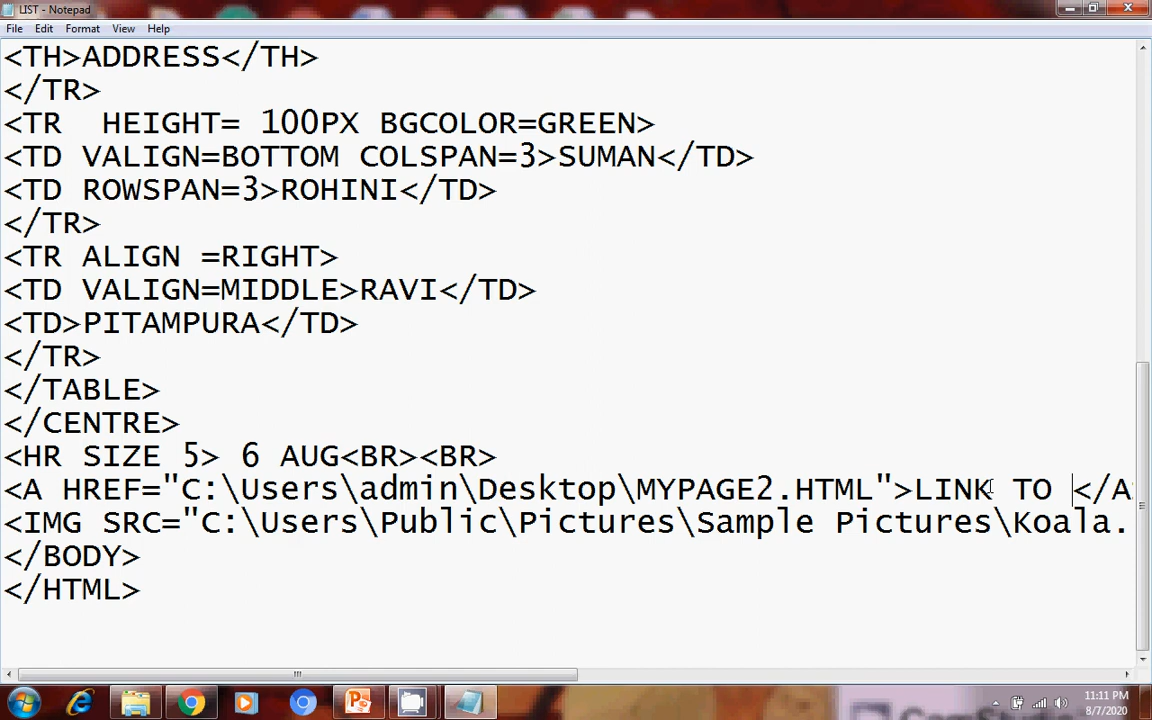 LIST - Notepad
File Edit Format View Help
<TH>ADDRESS</TH>
</TR>
<TR  HEIGHT= 100PX BGCOLOR=GREEN>
<TD VALIGN=BOTTOM COLSPAN=3>SUMAN</TD>
<TD ROWSPAN=3>ROHINI</TD>
</TR>
<TR ALIGN =RIGHT>
<TD VALIGN=MIDDLE>RAVI</TD>
<TD>PITAMPURA</TD>
</TR>
</TABLE>
</CENTRE>
<HR SIZE 5> 6 AUG<BR><BR>
<A HREF="C:\Users\admin\Desktop\MYPAGE2.HTML">LINK TO </A
<IMG SRC="C:\Users\Public\Pictures\Sample Pictures\Koala.
</BODY>
</HTML>
11:11 PM
8/7/2020